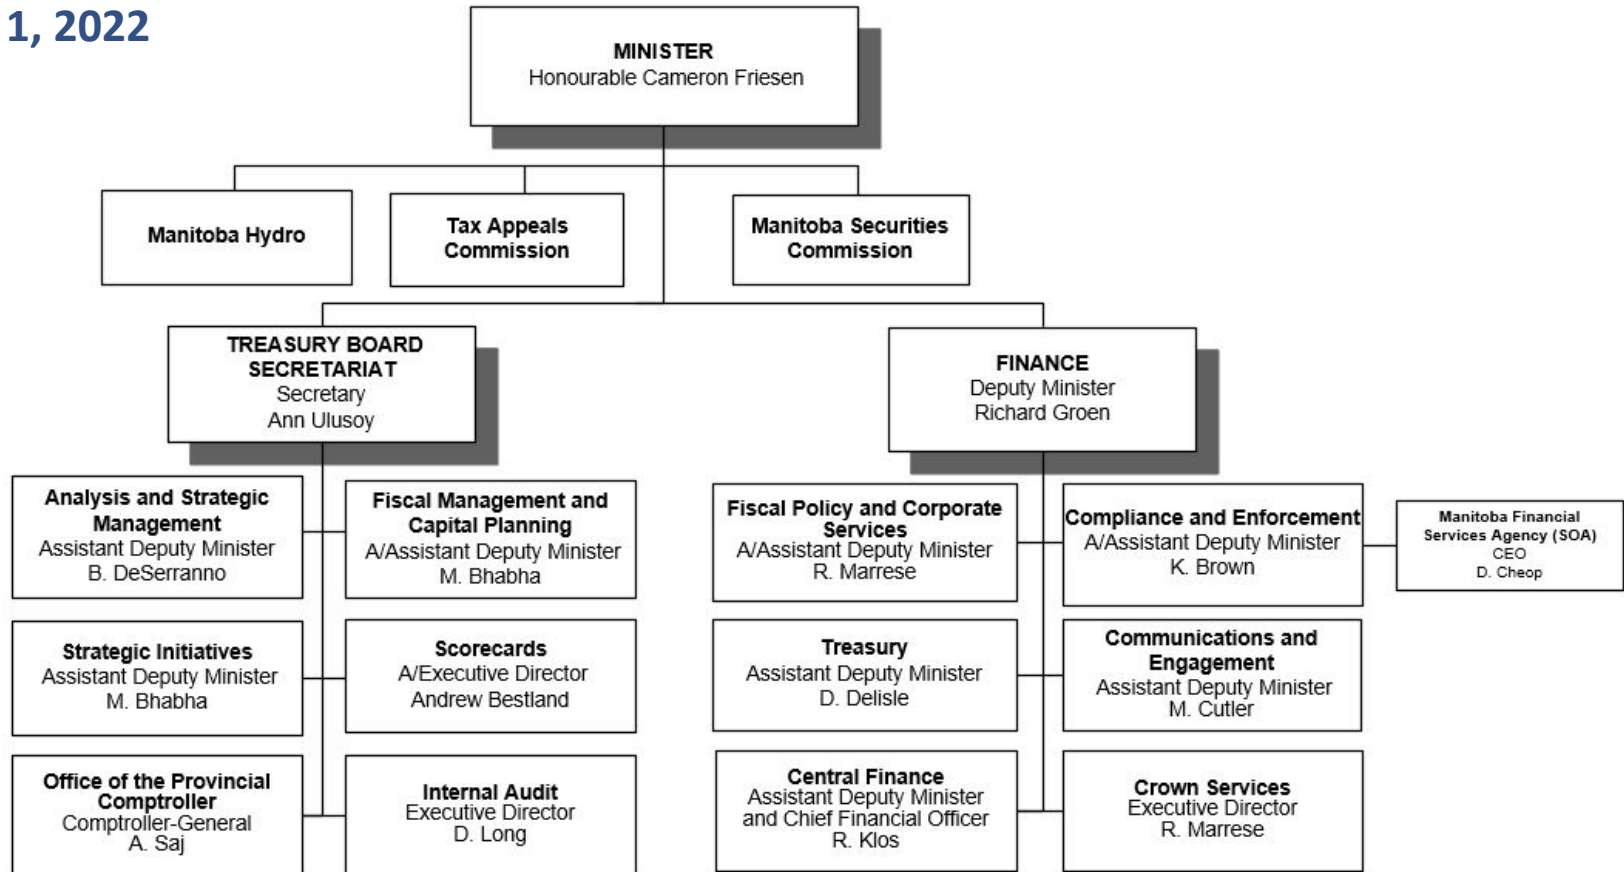 1, 2022
MINISTER
Honourable Cameron Friesen
Manitoba Hydro
Tax Appeals
Commission
Manitoba Securities
Commission
TREASURY BOARD
SECRETARIAT
Secretary
Ann Ulusoy
FINANCE
Deputy Minister
Richard Groen
Analysis and Strategic
Management
Assistant Deputy Minister
B. DeSerranno
Fiscal Management and
Capital Planning
A/Assistant Deputy Minister
M. Bhabha
Fiscal Policy and Corporate
Services
A/Assistant Deputy Minister
R. Marrese
Compliance and Enforcement
A/Assistant Deputy Minister
K. Brown
Manitoba Financial
Services Agency (SOA)
CEO
D. Cheop
Strategic Initiatives
Assistant Deputy Minister
M. Bhabha
Scorecards
A/Executive Director
Andrew Bestland
Treasury
Assistant Deputy Minister
D. Delisle
Communications and
Engagement
Assistant Deputy Minister
M. Cutler
Office of the Provincial
Comptroller
Comptroller-General
A. Saj
Internal Audit
Executive Director
D. Long
Central Finance
Assistant Deputy Minister
and Chief Financial Officer
R. Klos
Crown Services
Executive Director
R. Marrese